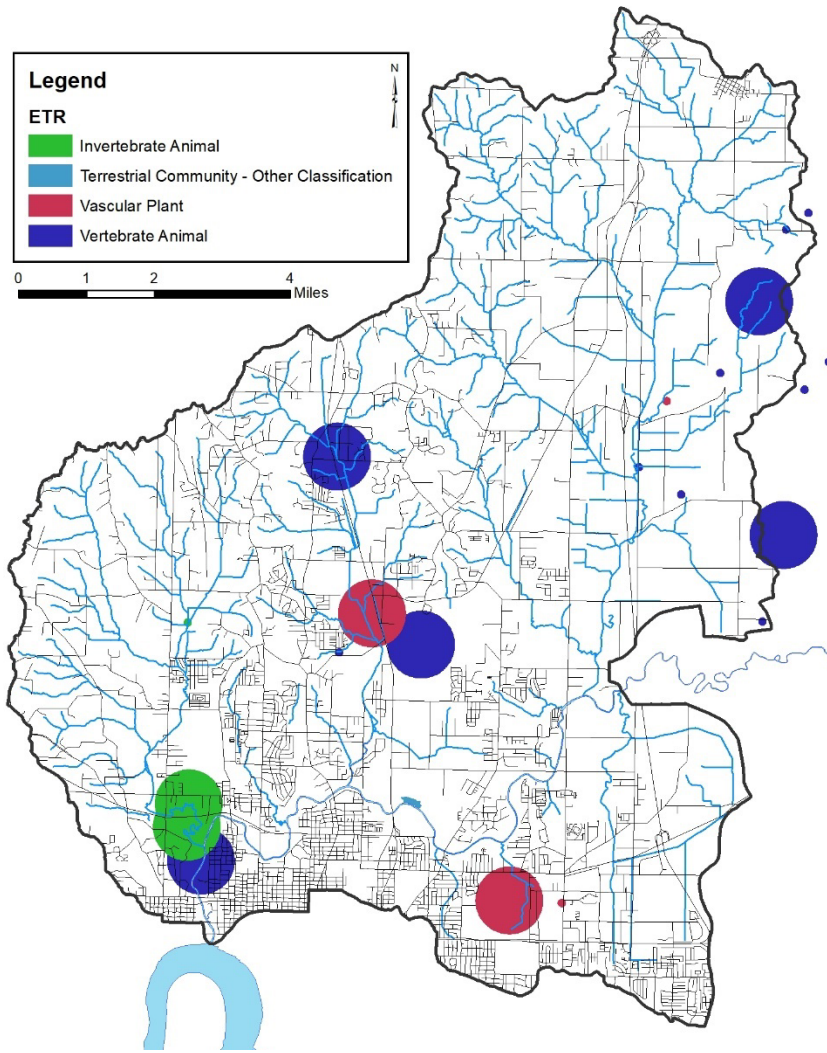 Legend
N
ETR
Invertebrate Animal
Terrestrial Community - Other Classification
Vascular Plant
Vertebrate Animal
0 1 2 4
Miles